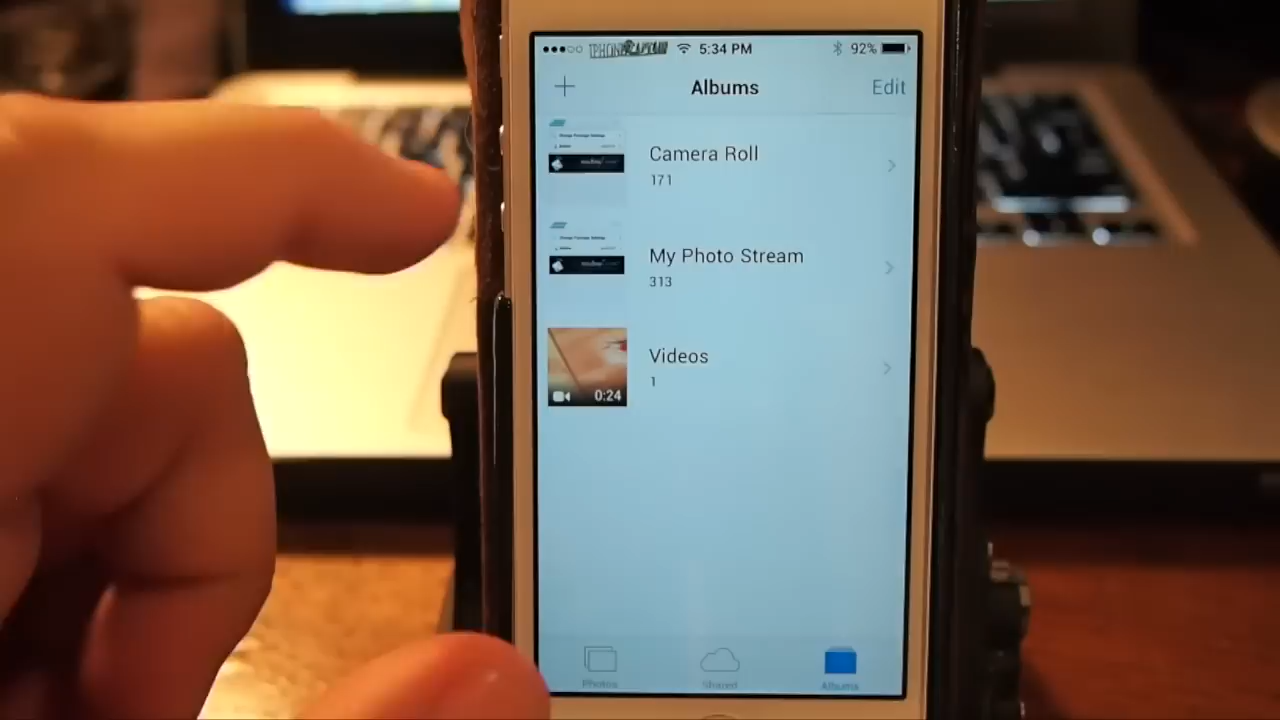 IPHONECAPTAIN 5:34 PM 92%
Albums Edit
Camera Roll
171
My Photo Stream
313
Videos
1
0:24
Photos Shared Albums